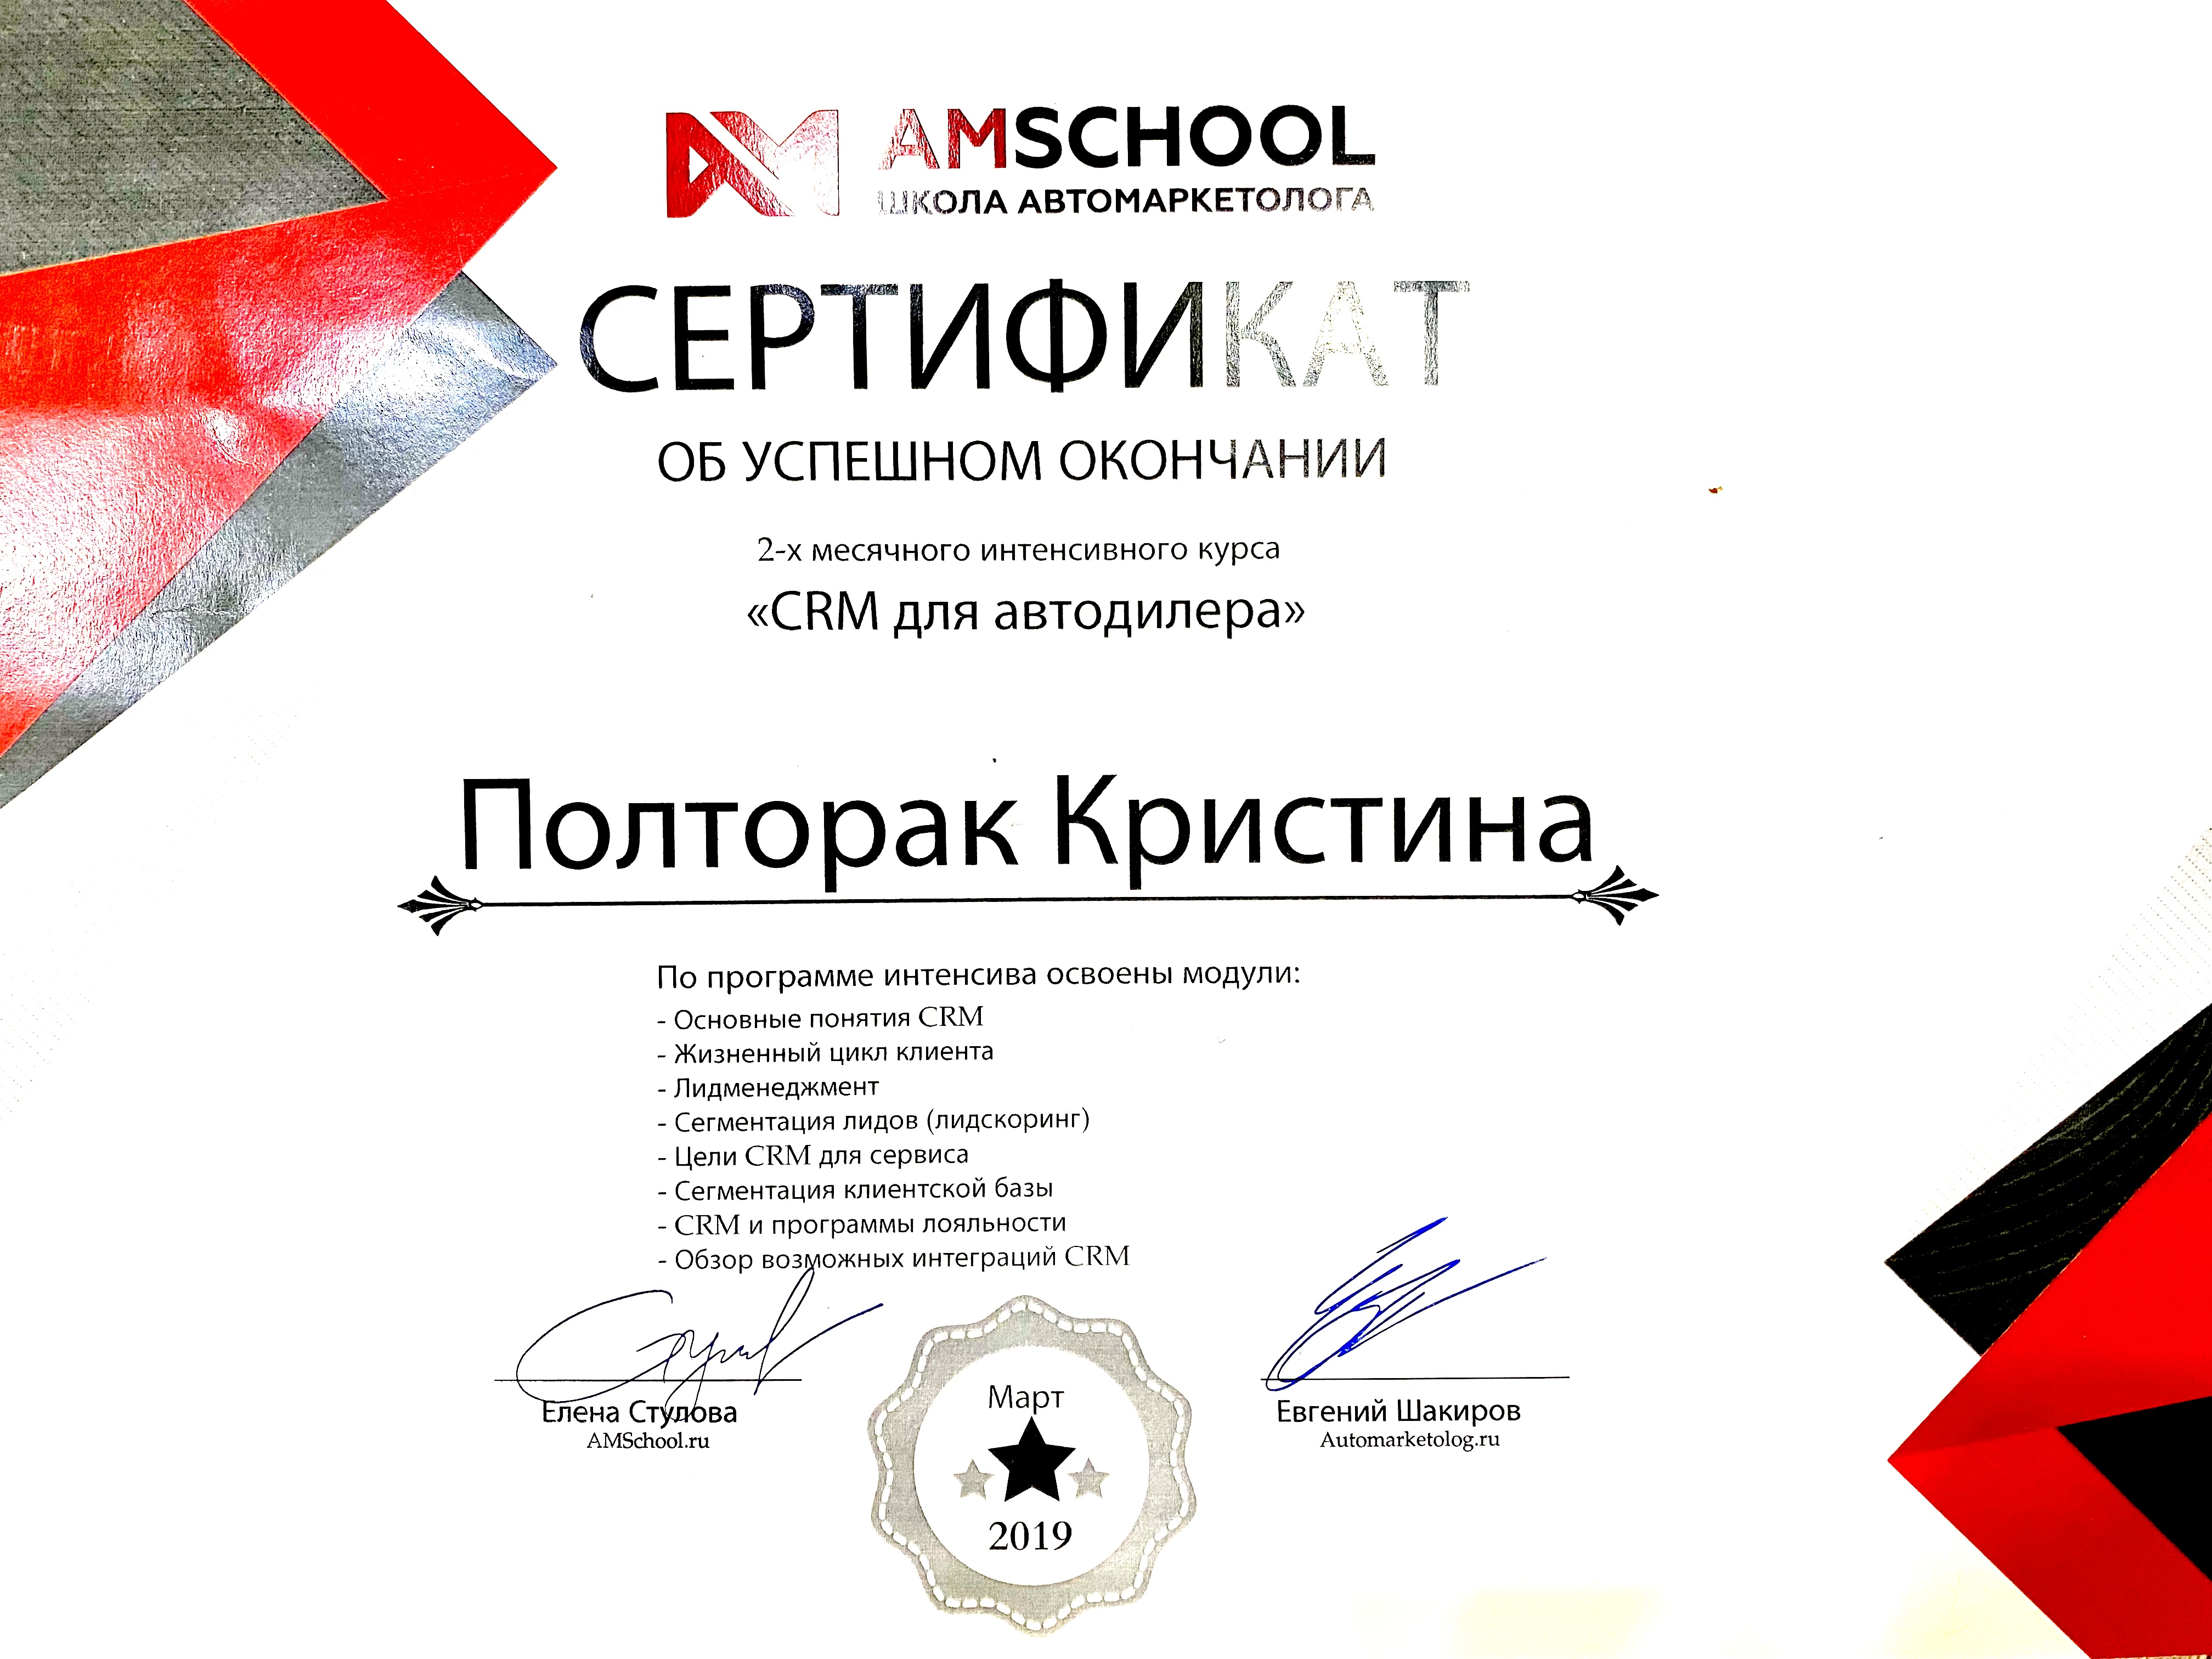 AMSCHOOL
ШКОЛА АВТОМАРКЕТОЛОГА
СЕРТИФИКАТ
ОБ УСПЕШНОМ ОКОНЧАНИИ
2-х месячного интенсивного курса
«CRM для автодилера»
Полторак Кристина
По программе интенсива освоены модули:
- Основные понятия CRM
- Жизненный цикл клиента
- Лидменеджмент
- Сегментация лидов (лидскоринг)
- Цели CRM для сервиса
- Сегментация клиентской базы
- CRM и программы лояльности
- Обзор возможных интеграций CRM
Елена Стулова
AMSchool.ru
Март
2019
Евгений Шакиров
Automarketolog.ru